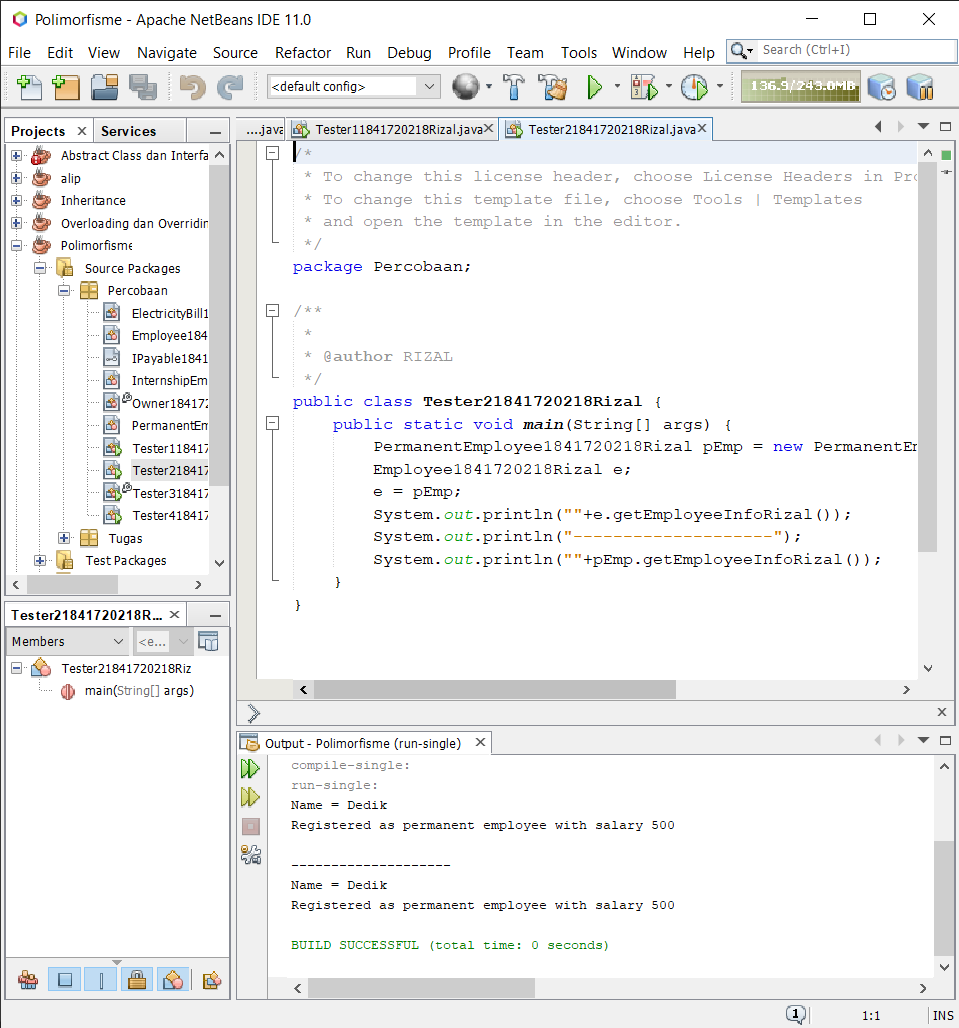 Polimorfisme - Apache NetBeans IDE 11.0
File Edit View Navigate Source Refactor Run Debug Profile Team Tools Window Help
Search (Ctrl+I)
<default config>
136.9/243.0MB
Projects
Services
Abstract Class dan Interfa
alip
Inheritance
Overloading dan Overridin
Polimorfisme
Source Packages
Percobaan
ElectricityBill1
Employee184
IPayable1841
InternshipEm
Owner184172
PermanentEm
Tester118417
Tester218417
Tester318417
Tester418417
Tugas
Test Packages
Tester21841720218R...
Members
<e...
Tester21841720218Riz
main(String[] args)
....java
Tester11841720218Rizal.java
Tester21841720218Rizal.java
/*
* To change this license header, choose License Headers in Pro
* To change this template file, choose Tools | Templates
* and open the template in the editor.
*/
package Percobaan;
/**
*
* @author RIZAL
*/
public class Tester21841720218Rizal {
public static void main(String[] args) {
PermanentEmployee1841720218Rizal pEmp = new PermanentEm
Employee1841720218Rizal e;
e = pEmp;
System.out.println(""+e.getEmployeeInfoRizal());
System.out.println("--------------------");
System.out.println(""+pEmp.getEmployeeInfoRizal());
}
}
Output - Polimorfisme (run-single)
compile-single:
run-single:
Name = Dedik
Registered as permanent employee with salary 500
--------------------
Name = Dedik
Registered as permanent employee with salary 500
BUILD SUCCESSFUL (total time: 0 seconds)
1
1:1
INS